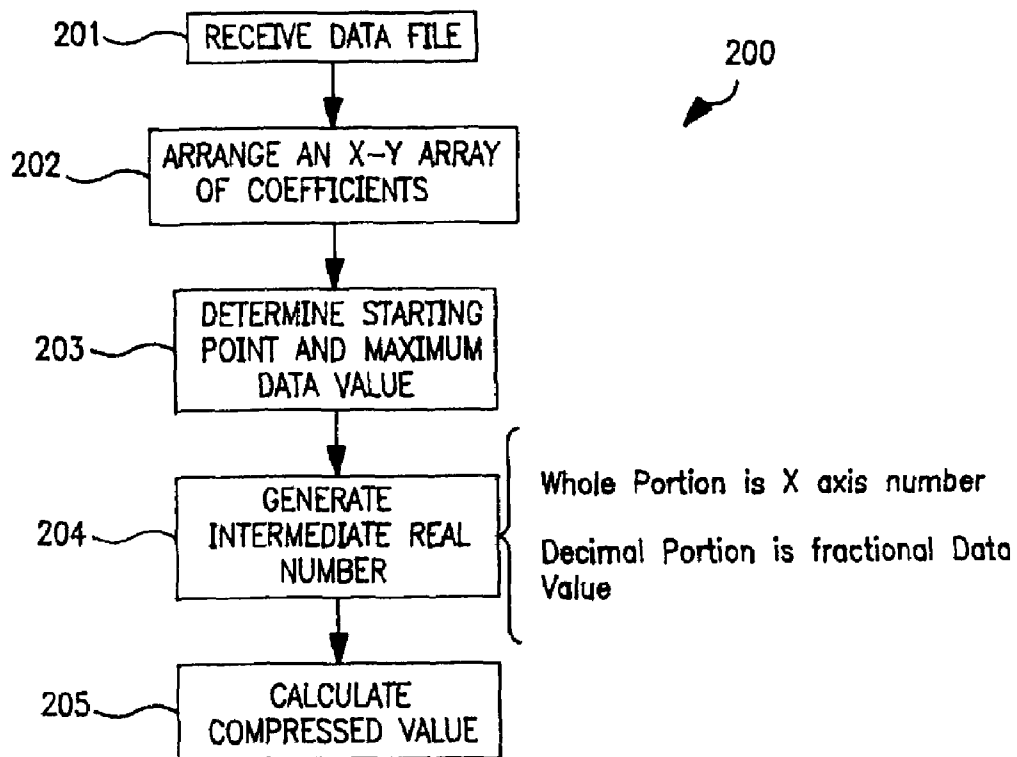 201
RECEIVE DATA FILE
200
202
ARRANGE AN X-Y ARRAY
OF COEFFICIENTS
203
DETERMINE STARTING
POINT AND MAXIMUM
DATA VALUE
204
GENERATE
INTERMEDIATE REAL
NUMBER
Whole Portion is X axis number
Decimal Portion is fractional Data
Value
205
CALCULATE
COMPRESSED VALUE